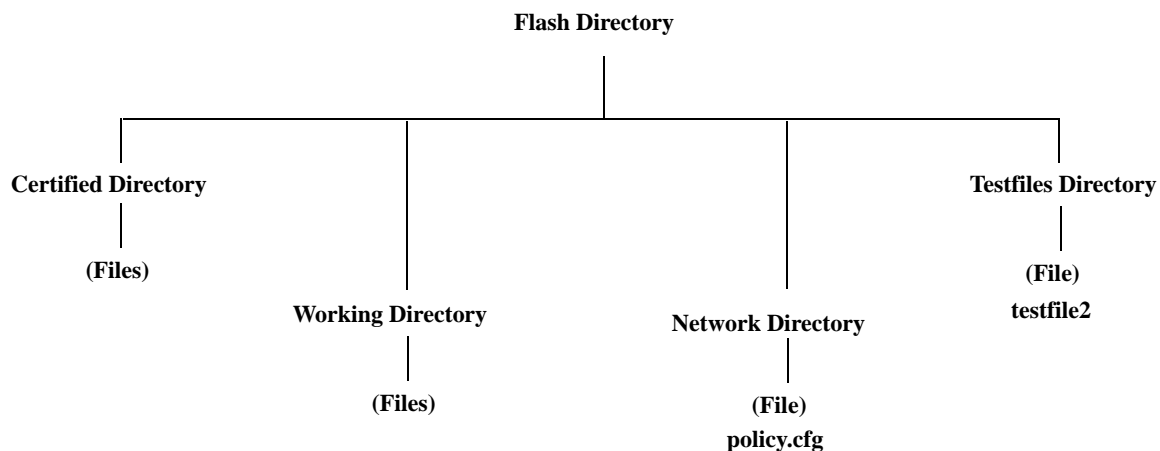 Flash Directory
Certified Directory
(Files)
Working Directory
(Files)
Network Directory
(File)
policy.cfg
Testfiles Directory
(File)
testfile2